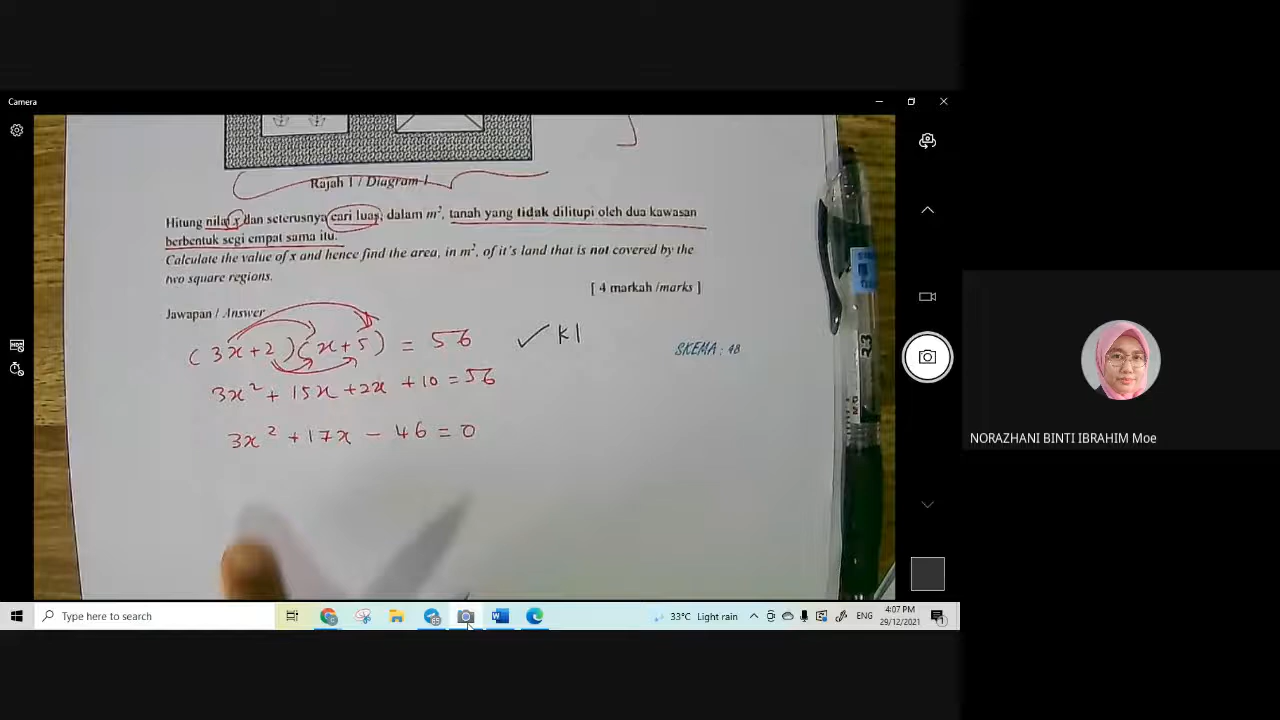 Camera
Rajah 1 / Diagram 1
Hitung nilai x dan seterusnya cari luas, dalam m², tanah yang tidak dilitupi oleh dua kawasan
berbentuk segi empat sama itu.
Calculate the value of x and hence find the area, in m², of it's land that is not covered by the
two square regions.
[ 4 markah /marks ]
Jawapan / Answer
(3x+2)(x+5) = 56 ✓ K1
SKEMA : 48
3x² + 15x + 2x + 10 = 56
3x² + 17x - 46 = 0
NORAZHANI BINTI IBRAHIM Moe
Type here to search
33°C Light rain
ENG
4:07 PM
29/12/2021